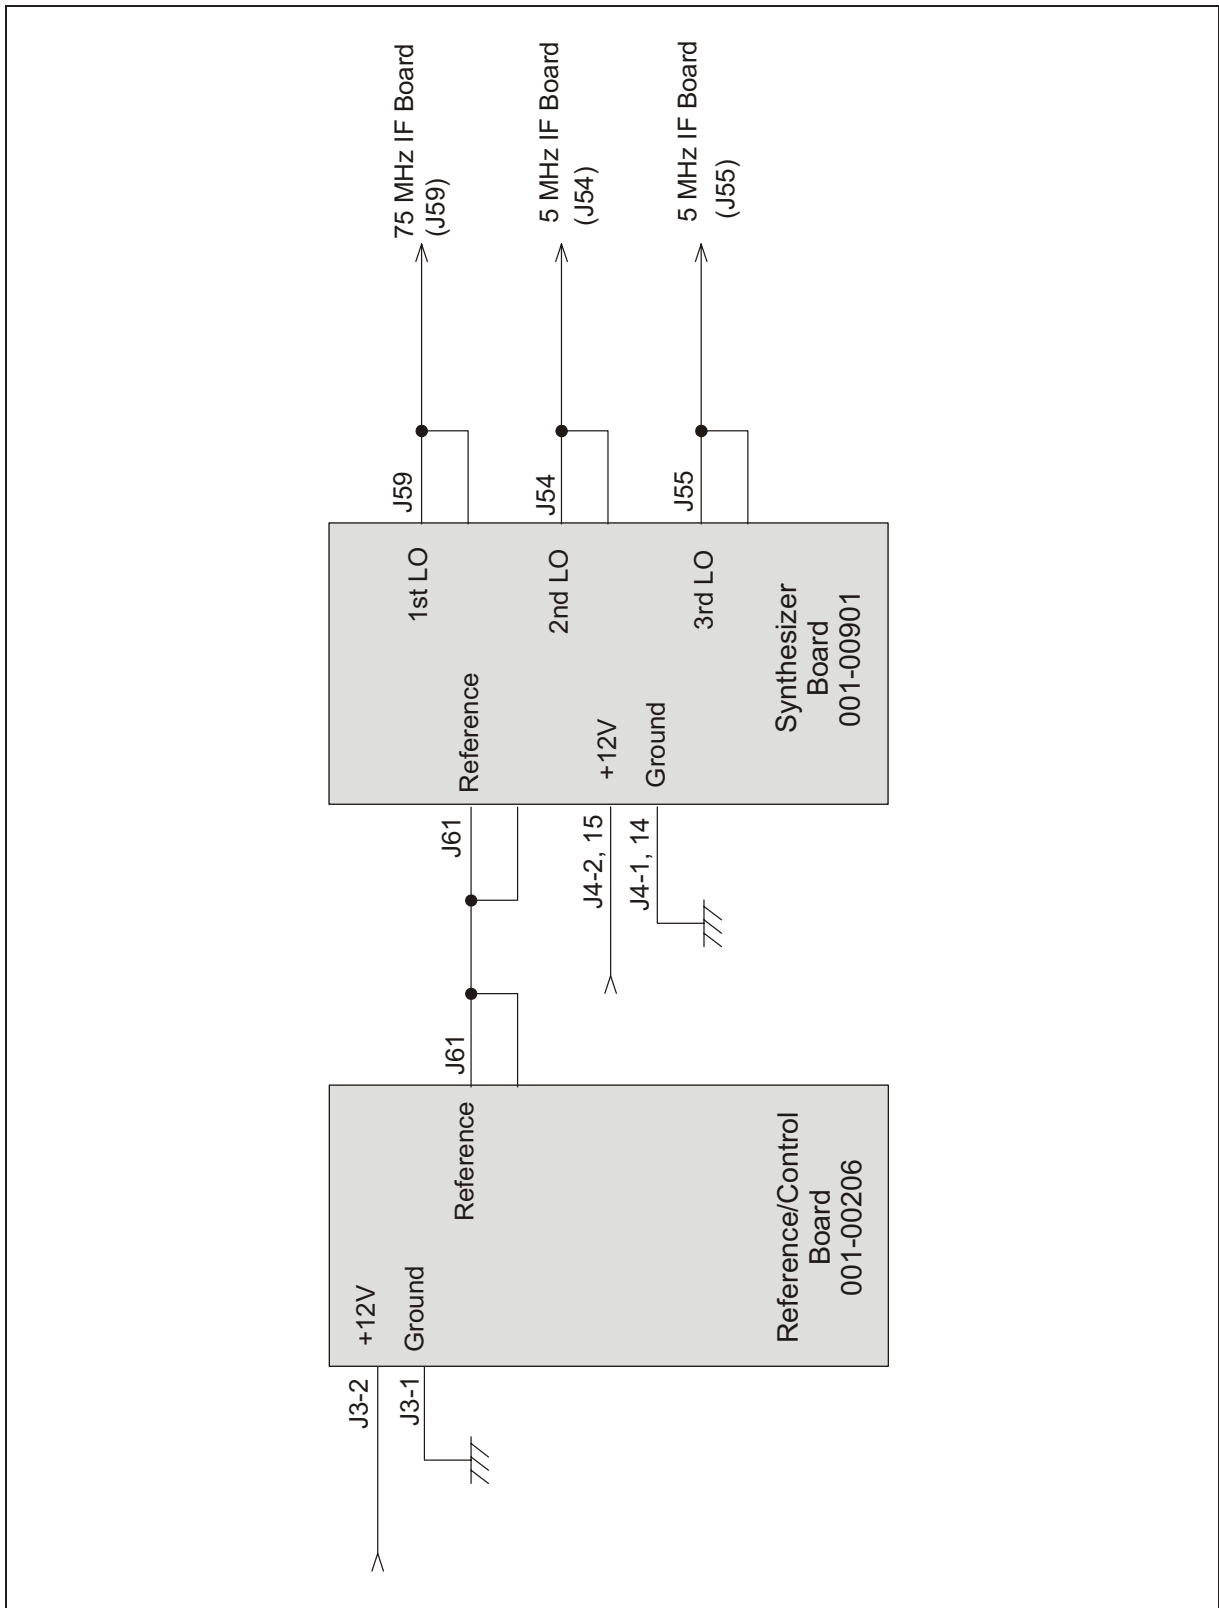 J3-2
+12V
J3-1
Ground
Reference
J61
Reference/Control
Board
001-00206
J61
Reference
J4-2, 15
+12V
J4-1, 14
Ground
1st LO
J59
75 MHz IF Board
(J59)
2nd LO
J54
5 MHz IF Board
(J54)
3rd LO
J55
5 MHz IF Board
(J55)
Synthesizer
Board
001-00901